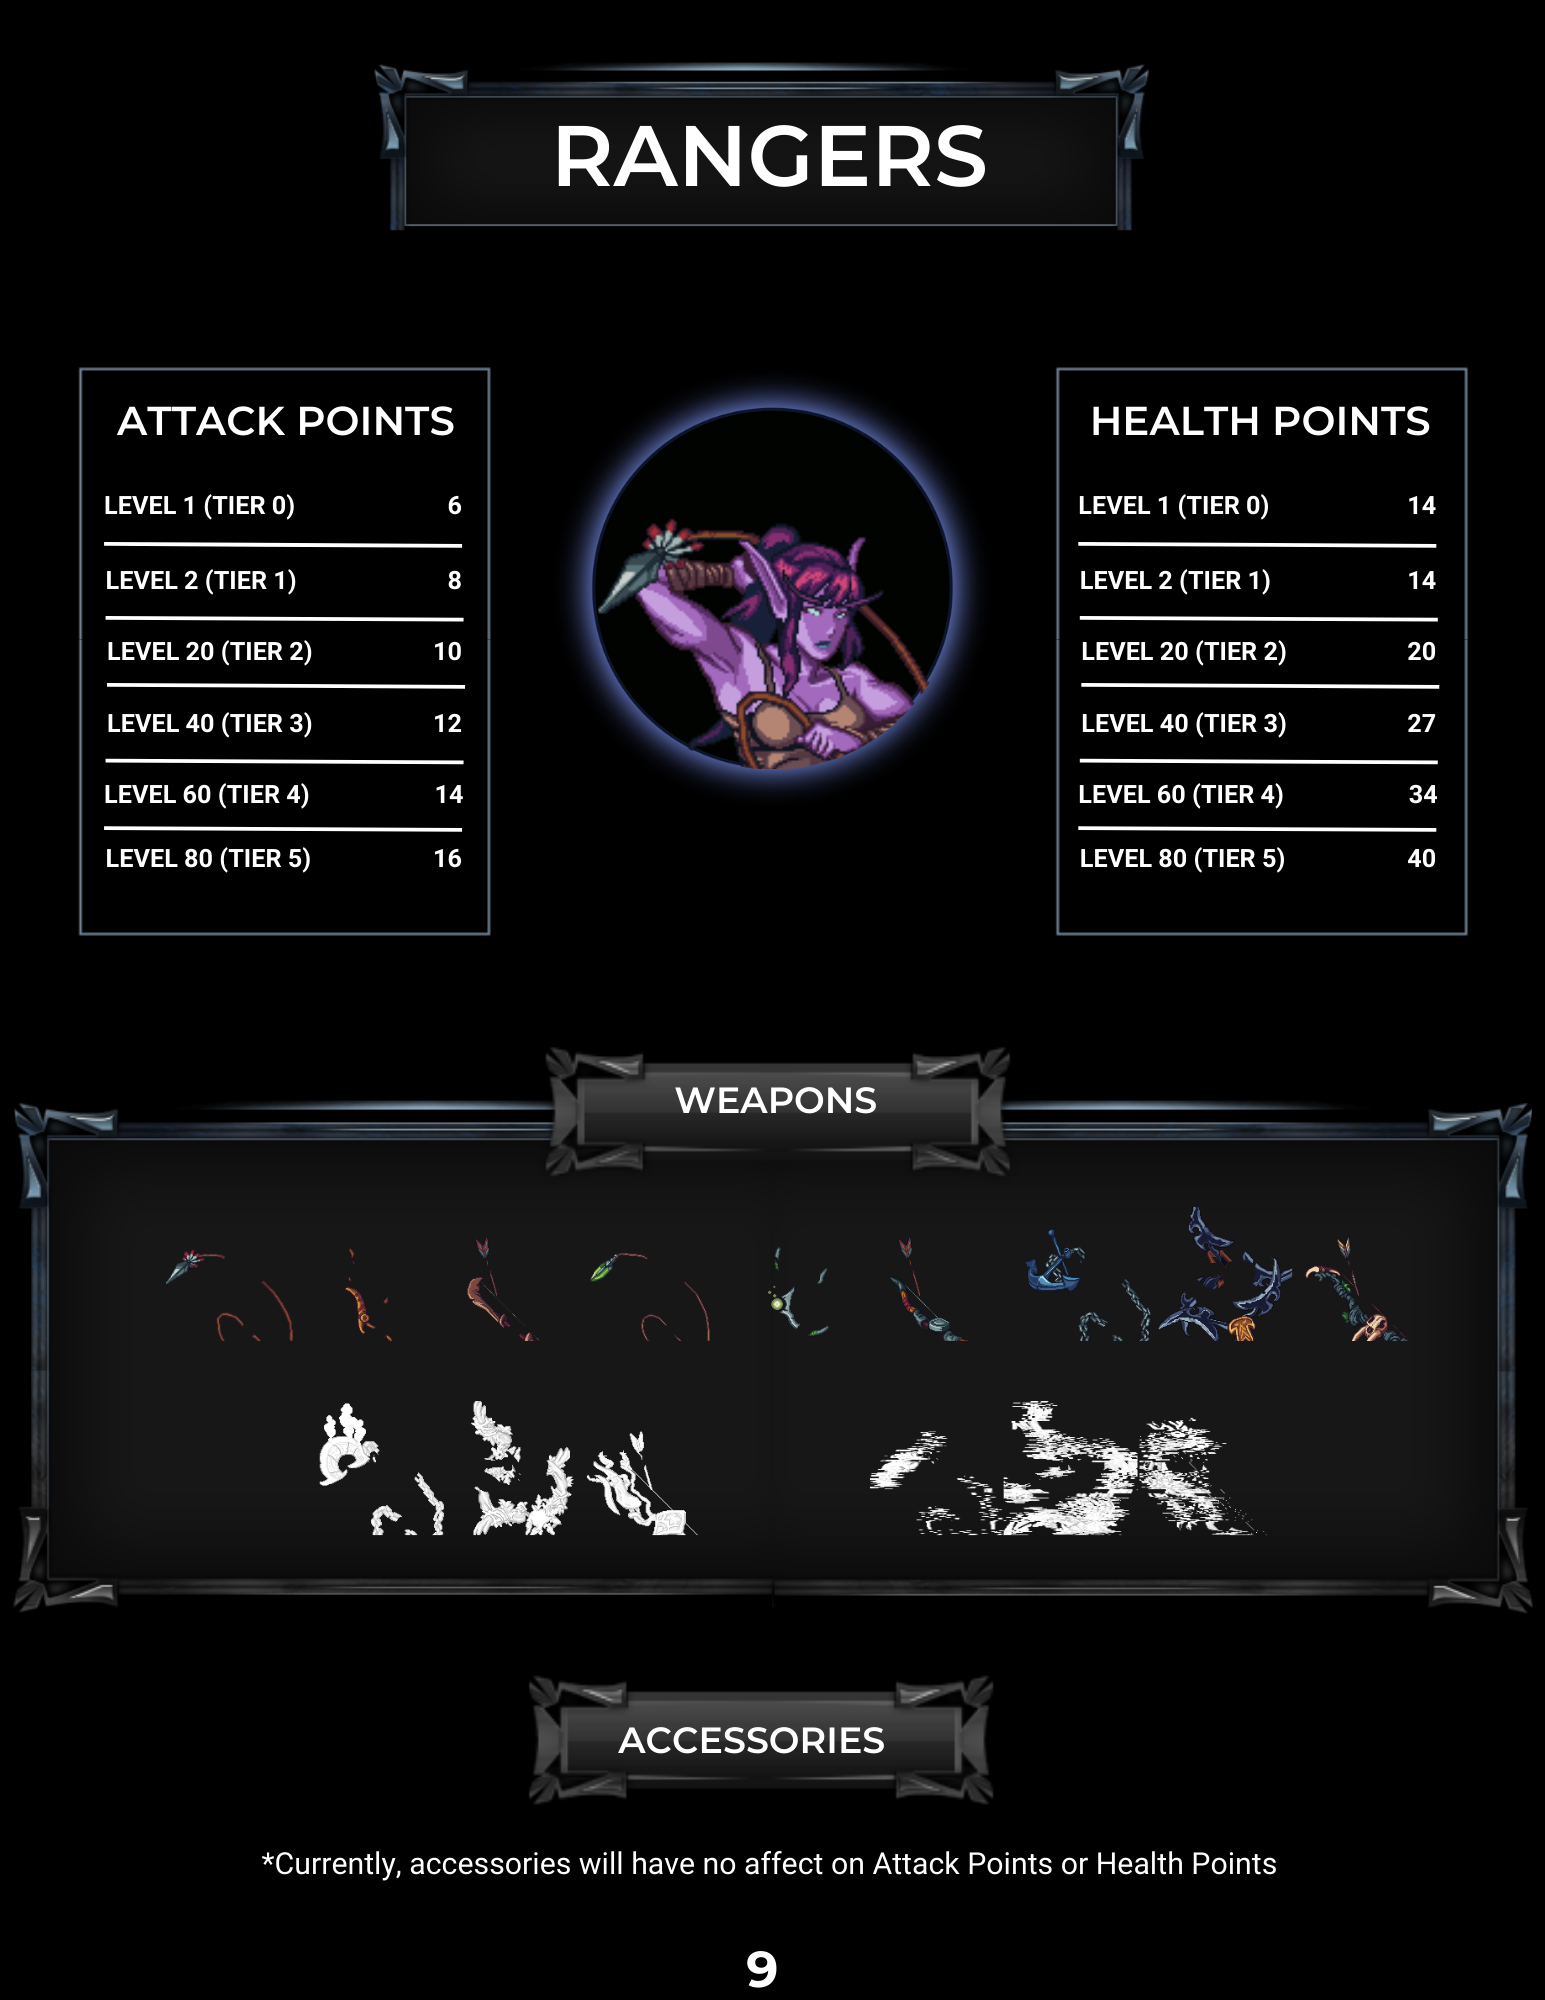 RANGERS
ATTACK POINTS
LEVEL 1 (TIER 0) 6
LEVEL 2 (TIER 1) 8
LEVEL 20 (TIER 2) 10
LEVEL 40 (TIER 3) 12
LEVEL 60 (TIER 4) 14
LEVEL 80 (TIER 5) 16
HEALTH POINTS
LEVEL 1 (TIER 0) 14
LEVEL 2 (TIER 1) 14
LEVEL 20 (TIER 2) 20
LEVEL 40 (TIER 3) 27
LEVEL 60 (TIER 4) 34
LEVEL 80 (TIER 5) 40
WEAPONS
ACCESSORIES
*Currently, accessories will have no affect on Attack Points or Health Points
9